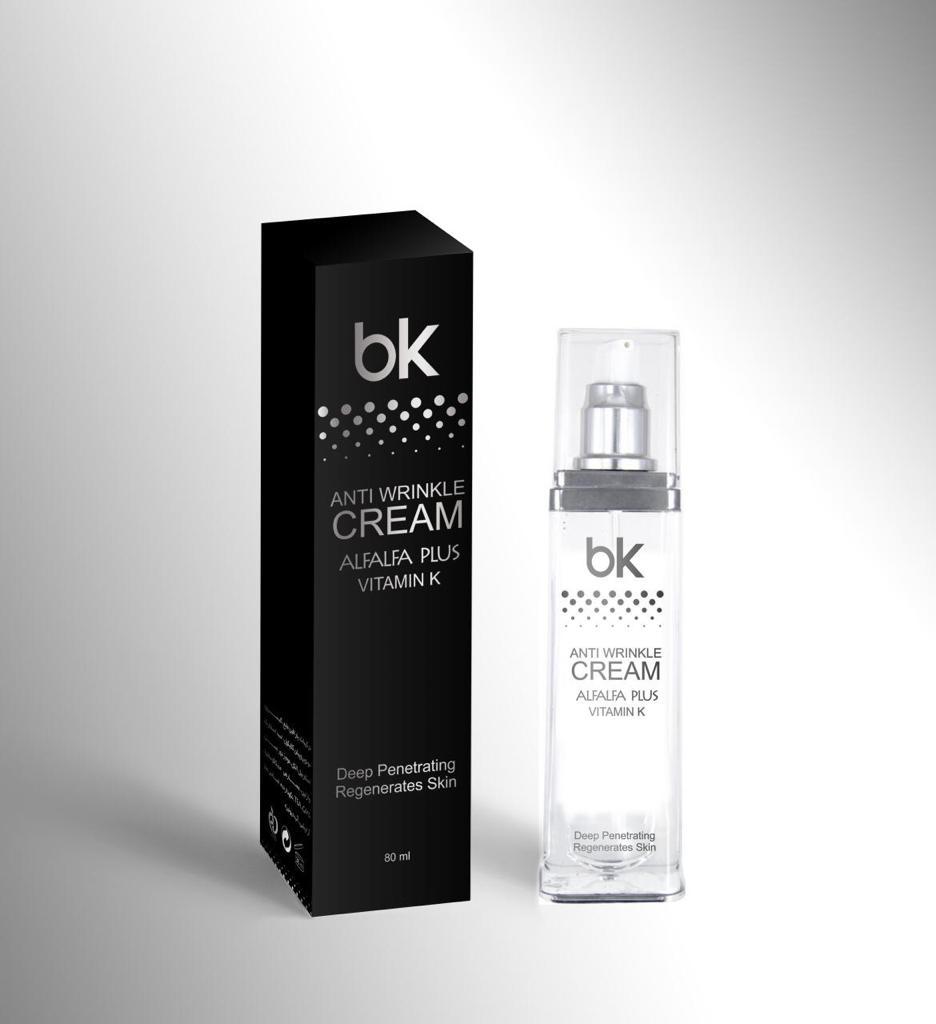 bk
ANTI WRINKLE
CREAM
ALFALFA PLUS
VITAMIN K
Deep Penetrating
Regenerates Skin
80 ml
bk
ANTI WRINKLE
CREAM
ALFALFA PLUS
VITAMIN K
Deep Penetrating
Regenerates Skin